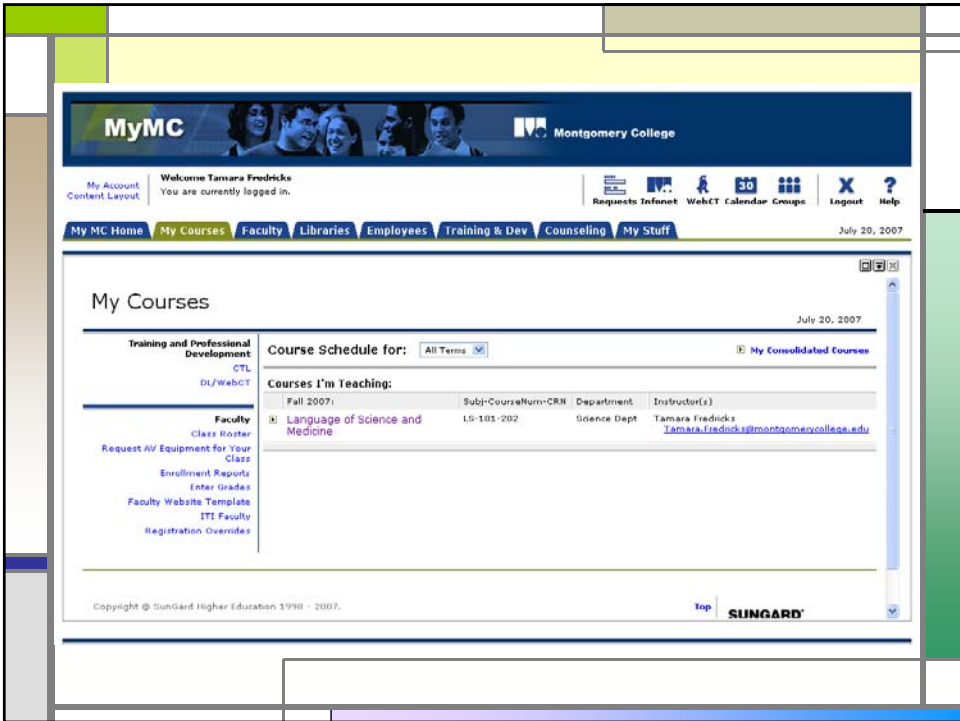 MyMC
Montgomery College
My Account
Content Layout
Welcome Tamara Fredricks
You are currently logged in.
Requests Infonet WebCT 30 Calendar Groups Logout ? Help
My MC Home My Courses Faculty Libraries Employees Training & Dev Counseling My Stuff July 20, 2007
My Courses
July 20, 2007
Training and Professional
Development
CTL
DL/WebCT
Faculty
Class Roster
Request AV Equipment for Your
Class
Enrollment Reports
Enter Grades
Faculty Website Template
ITI Faculty
Registration Overrides
Course Schedule for: All Terms My Consolidated Courses
Courses I'm Teaching:
Fall 2007: Subj-CourseNum-CRN Department Instructor(s)
Language of Science and LS-101-202 Science Dept Tamara Fredricks
Medicine Tamara.Fredricks@montgomerycollege.edu
Copyright @ SunGard Higher Education 1998 - 2007.
Top
SUNGARD'